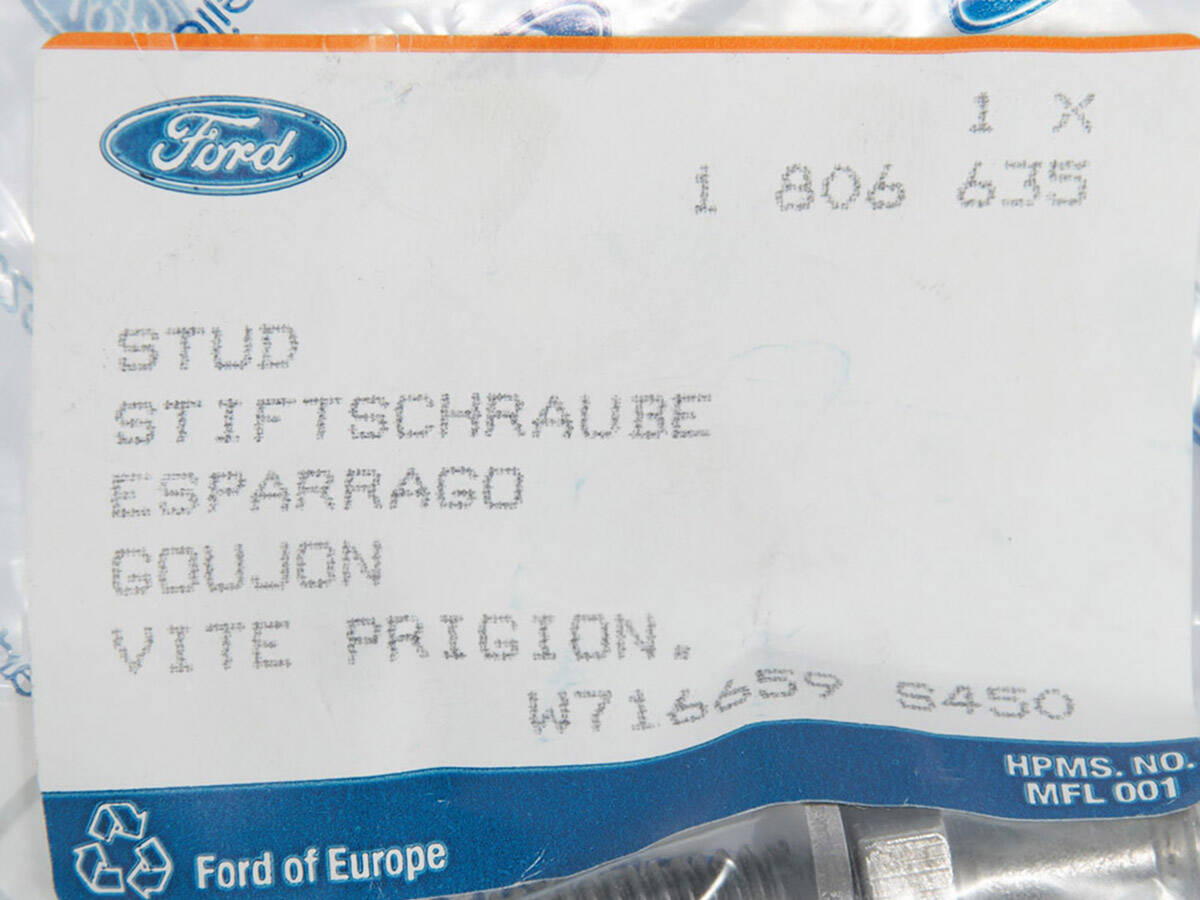 Ford
1 X
1 806 635
STUD
STIFTSCHRAUBE
ESPARRAGO
GOUJON
VITE PRIGION.
W716659 S450
HPMS. NO.
MFL 001
Ford of Europe